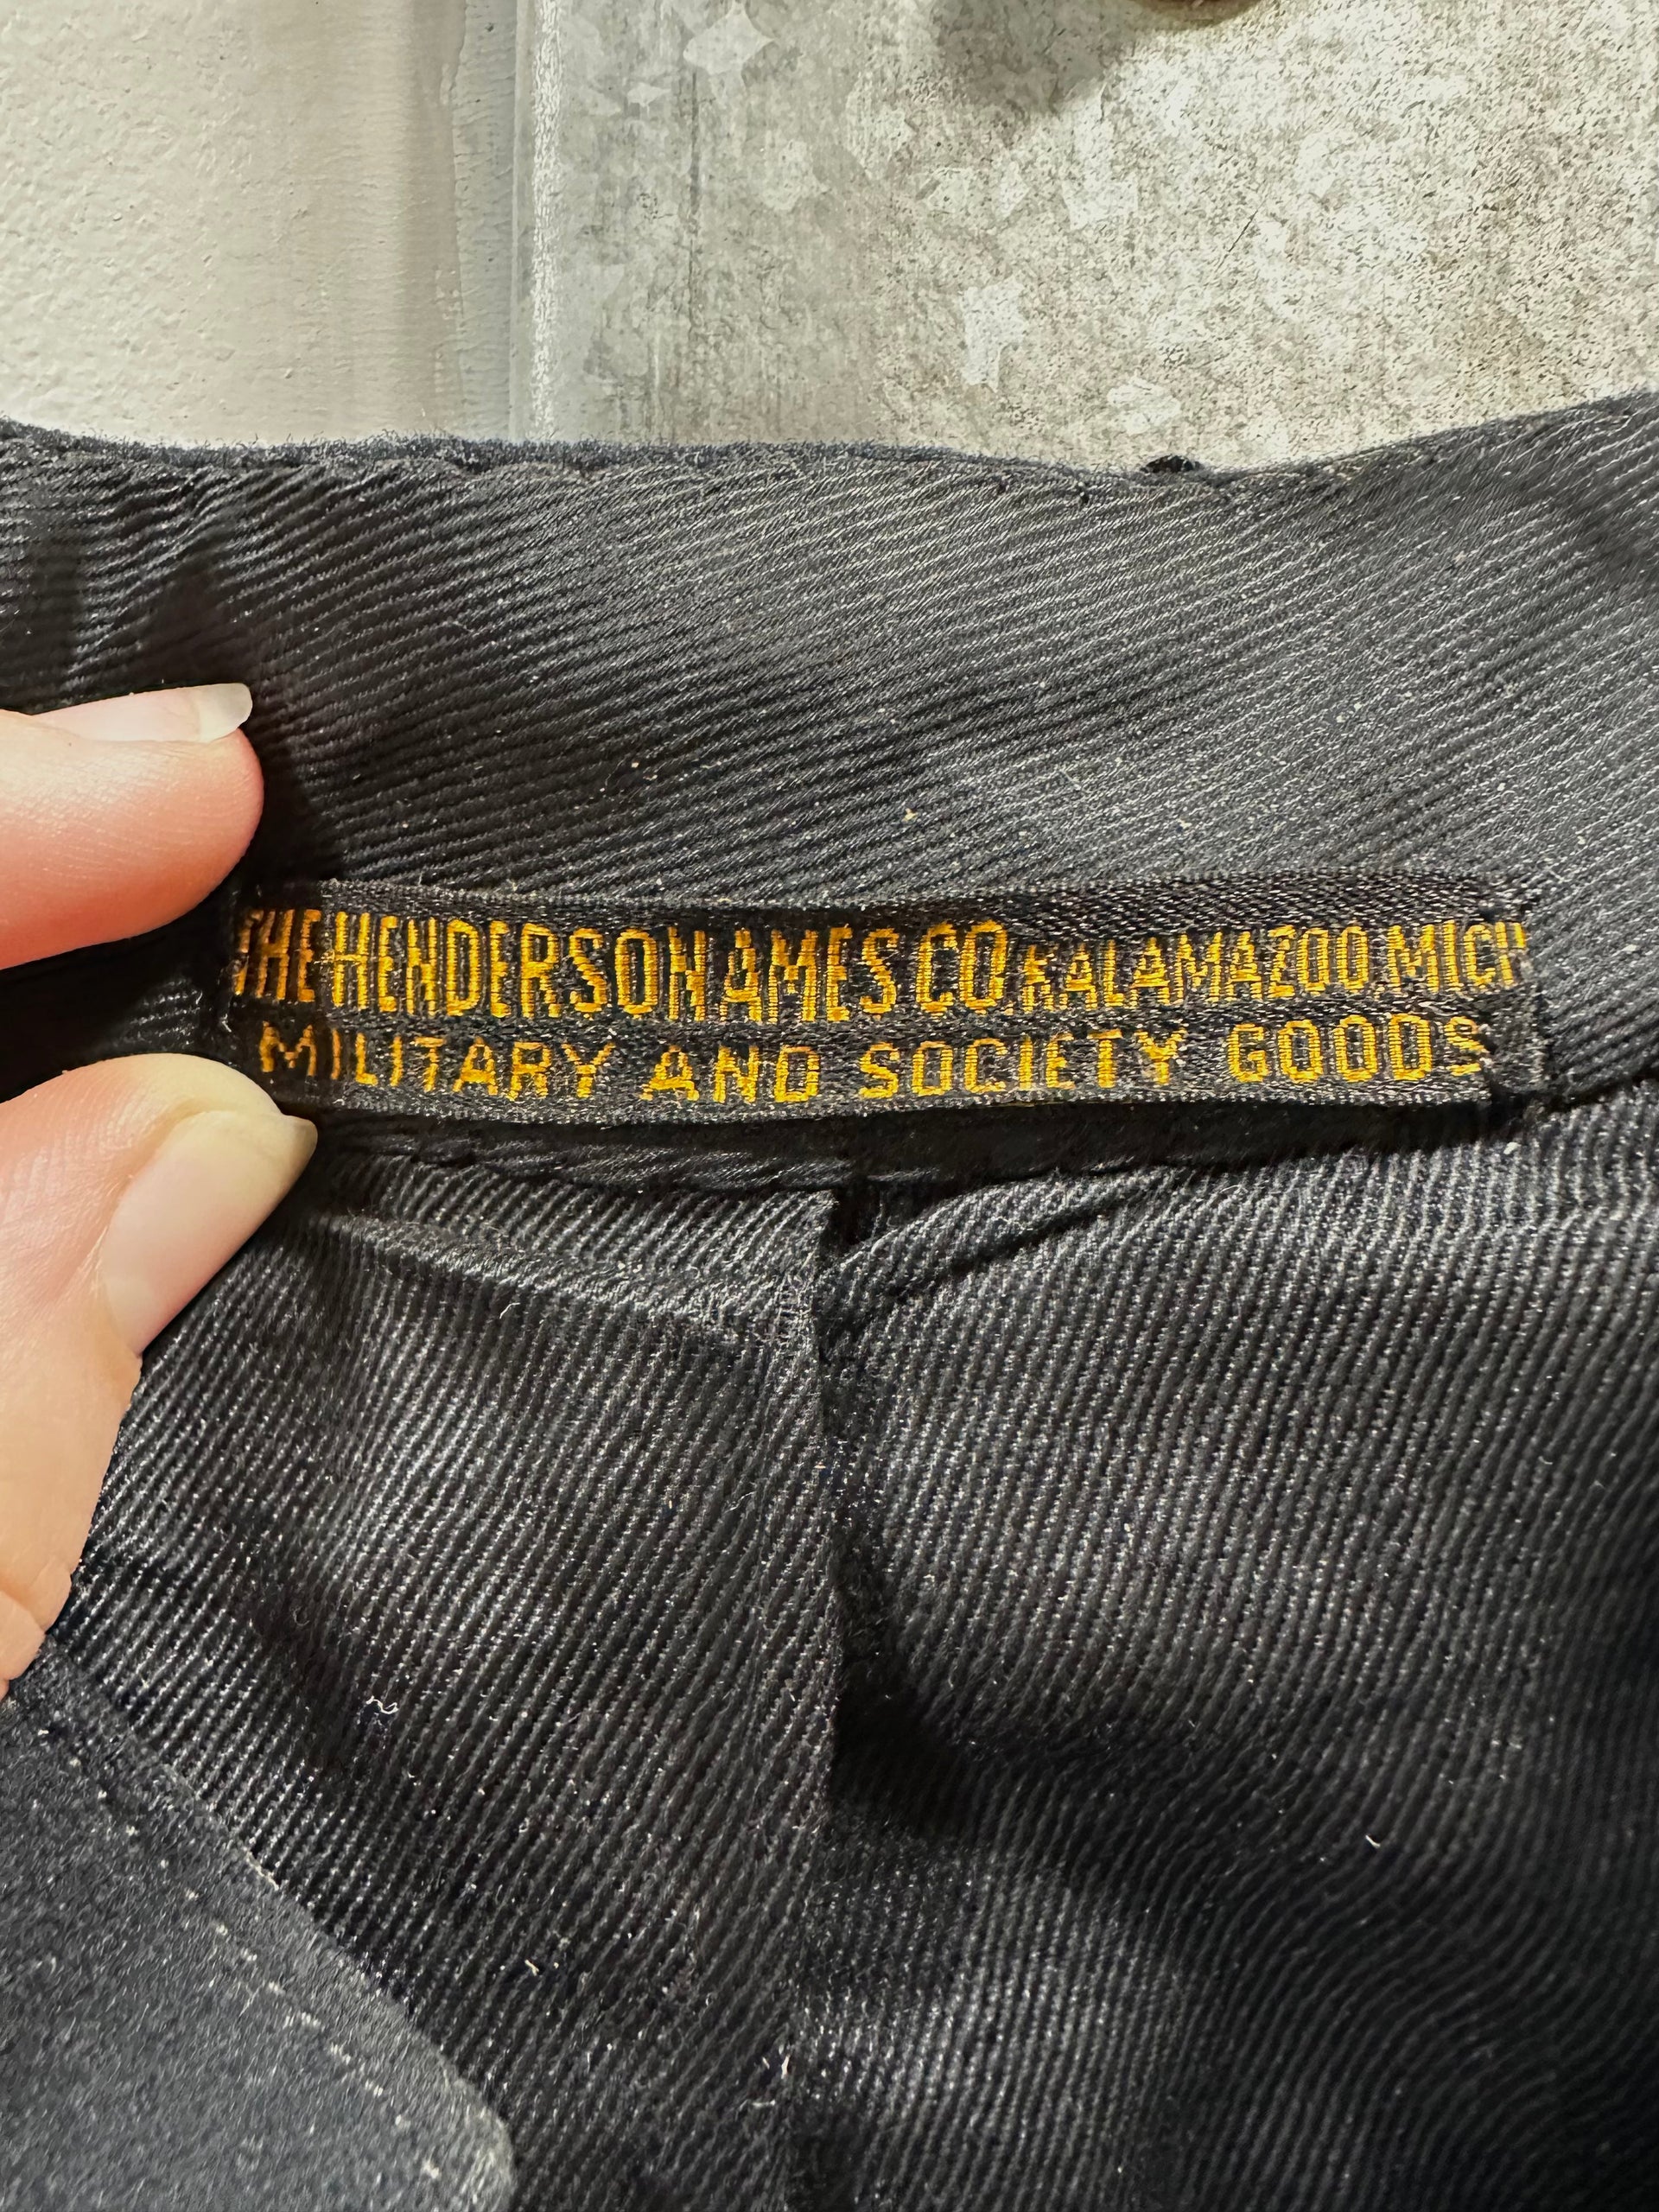 THE HENDERSON AMES CO. KALAMAZOO, MICH
MILITARY AND SOCIETY GOODS